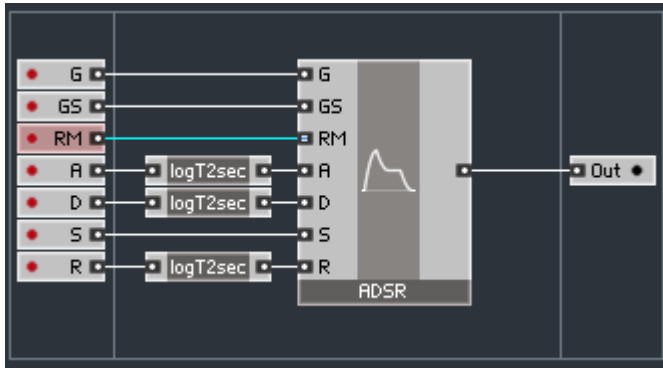 G G
GS GS
RM RM
A logT2sec A Out
D logT2sec D
S S
R logT2sec R
ADSR